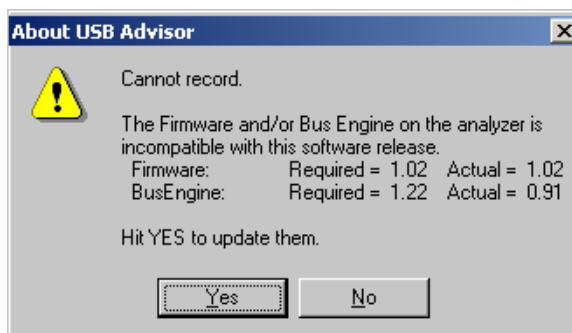 About USB Advisor
Cannot record.
The Firmware and/or Bus Engine on the analyzer is
incompatible with this software release.
Firmware: Required = 1.02 Actual = 1.02
BusEngine: Required = 1.22 Actual = 0.91
Hit YES to update them.
Yes No